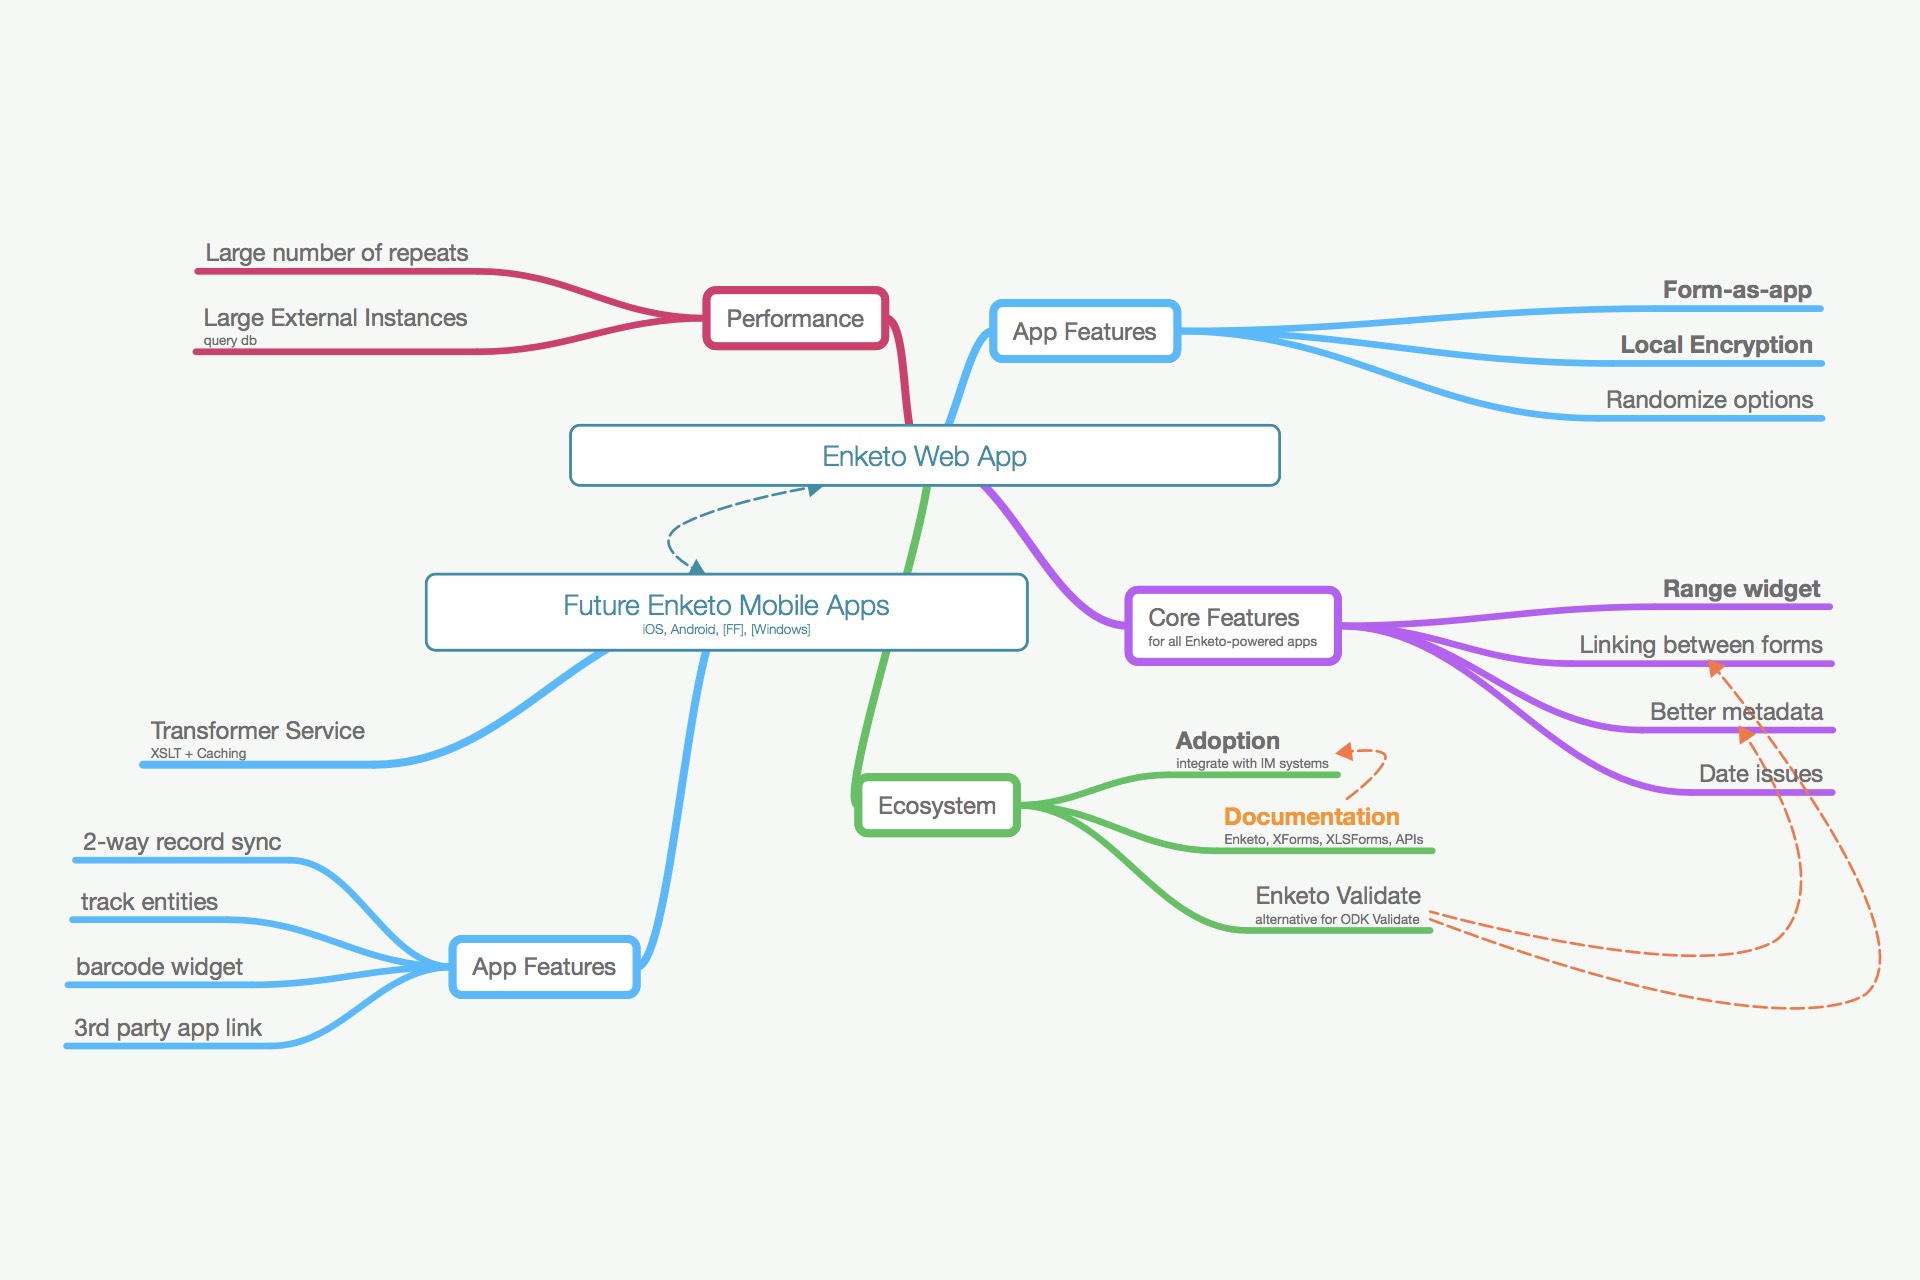 Large number of repeats
Large External Instances
query db
Performance
App Features
Form-as-app
Local Encryption
Randomize options
Enketo Web App
Future Enketo Mobile Apps
iOS, Android, [FF], [Windows]
Core Features
for all Enketo-powered apps
Range widget
Linking between forms
Better metadata
Date issues
Transformer Service
XSLT + Caching
Ecosystem
Adoption
integrate with IM systems
Documentation
Enketo, XForms, XLSForms, APIs
Enketo Validate
alternative for ODK Validate
2-way record sync
track entities
barcode widget
3rd party app link
App Features